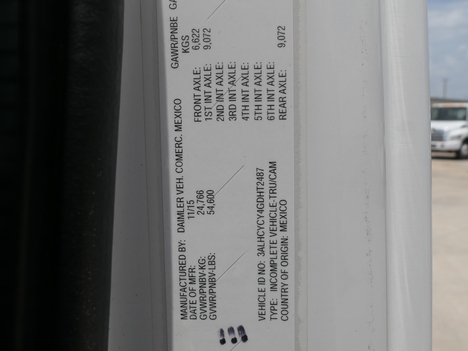 MANUFACTURED BY: DAIMLER VEH. COMERC. MEXICO
DATE OF MFR: 11/15
GVWR/PNBV-KG: 24,766
GVWR/PNBV-LBS: 54,600
GAWR/PNBE GA
KGS
FRONT AXLE: 6,622
1ST INT AXLE: 9,072
2ND INT AXLE:
3RD INT AXLE:
4TH INT AXLE:
5TH INT AXLE:
6TH INT AXLE:
REAR AXLE: 9,072
VEHICLE ID NO: 3ALHCYCY4GDHT2487
TYPE: INCOMPLETE VEHICLE-TRU/CAM
COUNTRY OF ORIGIN: MEXICO